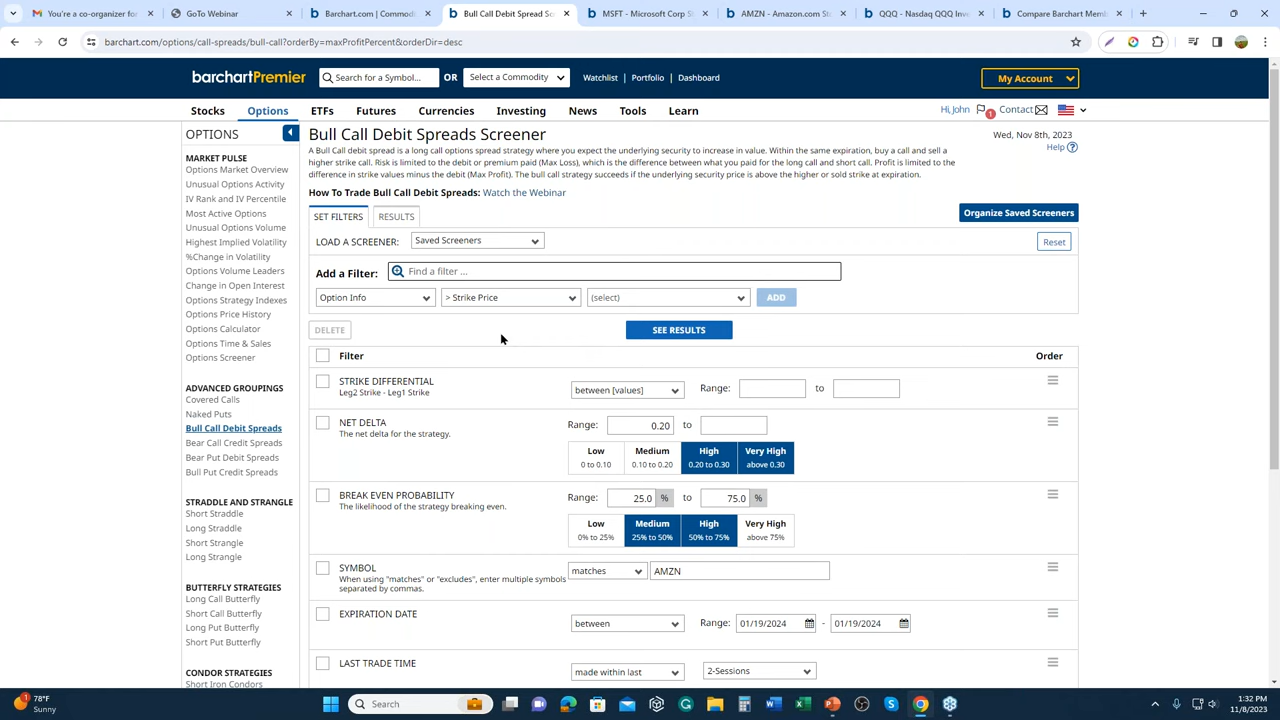 You're a co-organizer for
GoTo Webinar
Barchart.com | Commod
Bull Call Debit Spreads Scre
MSFT - Microsoft Corp St
AMZN - Amazon.com Sto
QQQ - Nasdaq QQQ Inve
Compare Barchart Memb
barchart.com/options/call-spreads/bull-call?orderBy=maxProfitPercent&orderDir=desc
barchartPremier
Search for a Symbol...
OR
Select a Commodity
Watchlist
Portfolio
Dashboard
My Account
Stocks
Options
ETFs
Futures
Currencies
Investing
News
Tools
Learn
Hi, John
1
Contact
OPTIONS
MARKET PULSE
Options Market Overview
Unusual Options Activity
IV Rank and IV Percentile
Most Active Options
Unusual Options Volume
Highest Implied Volatility
%Change in Volatility
Options Volume Leaders
Change in Open Interest
Options Strategy Indexes
Options Price History
Options Calculator
Options Time & Sales
Options Screener
ADVANCED GROUPINGS
Covered Calls
Naked Puts
Bull Call Debit Spreads
Bear Call Credit Spreads
Bear Put Debit Spreads
Bull Put Credit Spreads
STRADDLE AND STRANGLE
Short Straddle
Long Straddle
Short Strangle
Long Strangle
BUTTERFLY STRATEGIES
Long Call Butterfly
Short Call Butterfly
Long Put Butterfly
Short Put Butterfly
CONDOR STRATEGIES
Short Iron Condors
Bull Call Debit Spreads Screener
Wed, Nov 8th, 2023
Help ?
A Bull Call debit spread is a long call options spread strategy where you expect the underlying security to increase in value. Within the same expiration, buy a call and sell a
higher strike call. Risk is limited to the debit or premium paid (Max Loss), which is the difference between what you paid for the long call and short call. Profit is limited to the
difference in strike values minus the debit (Max Profit). The bull call strategy succeeds if the underlying security price is above the higher or sold strike at expiration.
How To Trade Bull Call Debit Spreads: Watch the Webinar
SET FILTERS
RESULTS
Organize Saved Screeners
LOAD A SCREENER:
Saved Screeners
Reset
Add a Filter:
Find a filter ...
Option Info
> Strike Price
(select)
ADD
DELETE
SEE RESULTS
Filter
Order
STRIKE DIFFERENTIAL
Leg2 Strike - Leg1 Strike
between [values]
Range:
to
NET DELTA
The net delta for the strategy.
Range:
0.20
to
Low
0 to 0.10
Medium
0.10 to 0.20
High
0.20 to 0.30
Very High
above 0.30
BREAK EVEN PROBABILITY
The likelihood of the strategy breaking even.
Range:
25.0 %
to
75.0 %
Low
0% to 25%
Medium
25% to 50%
High
50% to 75%
Very High
above 75%
SYMBOL
When using "matches" or "excludes", enter multiple symbols
separated by commas.
matches
AMZN
EXPIRATION DATE
between
Range:
01/19/2024
-
01/19/2024
LAST TRADE TIME
made within last
2-Sessions
78°F
Sunny
Search
1:32 PM
11/8/2023